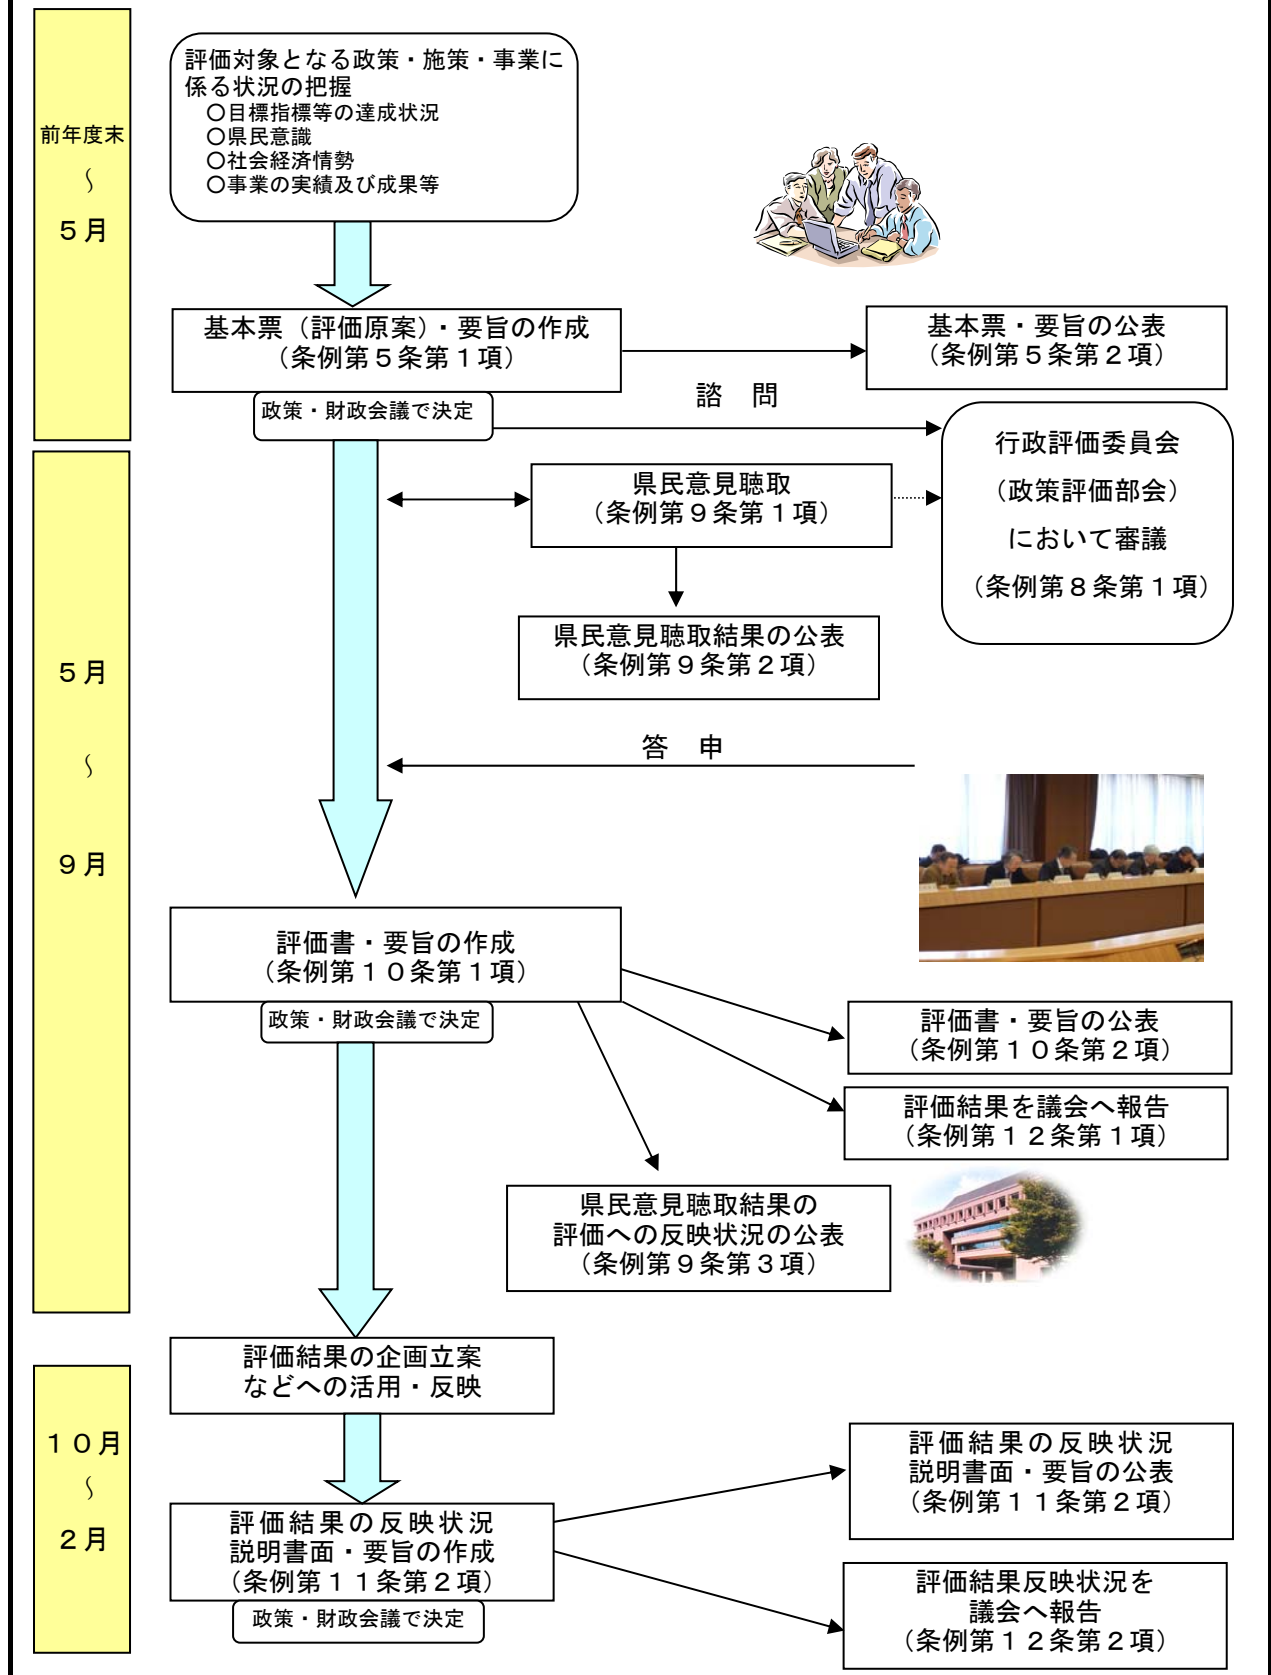 前年度末
～
５月
評価対象となる政策・施策・事業に
係る状況の把握
○目標指標等の達成状況
○県民意識
○社会経済情勢
○事業の実績及び成果等
基本票（評価原案）・要旨の作成
（条例第５条第１項）
政策・財政会議で決定
基本票・要旨の公表
（条例第５条第２項）
諮　問
行政評価委員会
（政策評価部会）
において審議
（条例第８条第１項）
５月
～
９月
県民意見聴取
（条例第９条第１項）
県民意見聴取結果の公表
（条例第９条第２項）
答　申
評価書・要旨の作成
（条例第１０条第１項）
政策・財政会議で決定
評価書・要旨の公表
（条例第１０条第２項）
評価結果を議会へ報告
（条例第１２条第１項）
県民意見聴取結果の
評価への反映状況の公表
（条例第９条第３項）
評価結果の企画立案
などへの活用・反映
１０月
～
２月
評価結果の反映状況
説明書面・要旨の作成
（条例第１１条第２項）
政策・財政会議で決定
評価結果の反映状況
説明書面・要旨の公表
（条例第１１条第２項）
評価結果反映状況を
議会へ報告
（条例第１２条第２項）